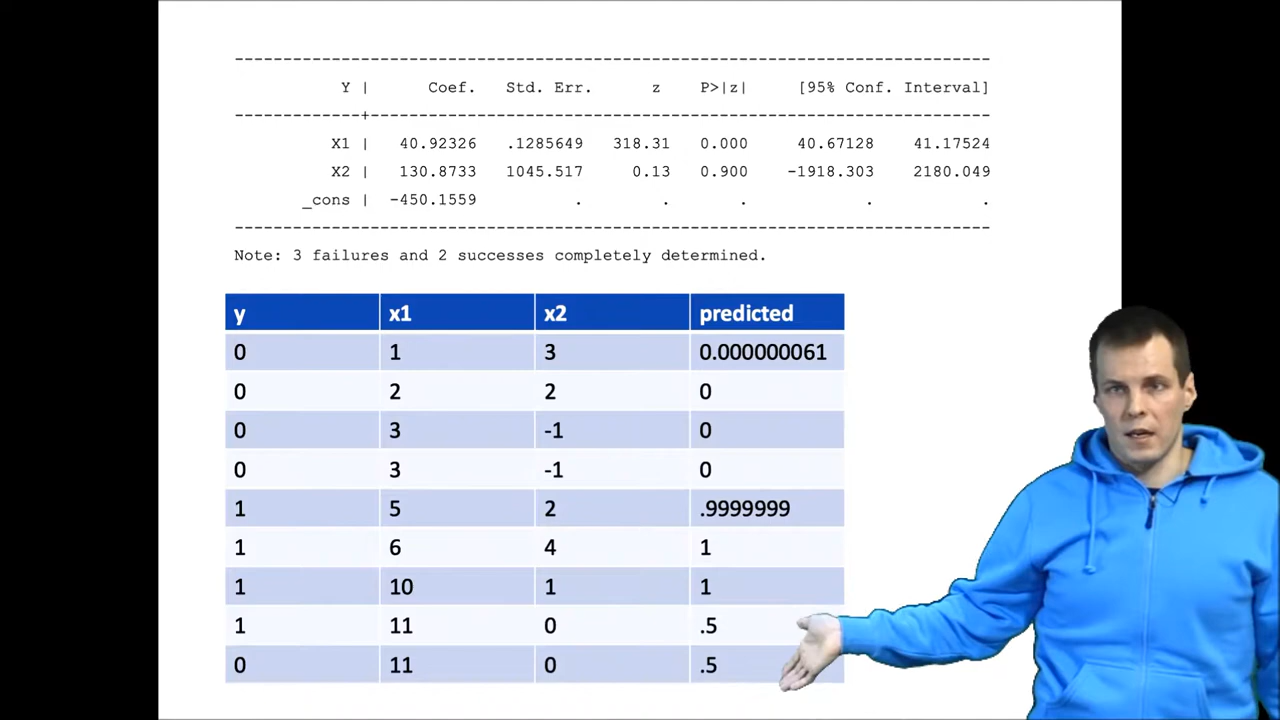 Y | Coef. Std. Err. z P>|z| [95% Conf. Interval]
X1 | 40.92326 .1285649 318.31 0.000 40.67128 41.17524
X2 | 130.8733 1045.517 0.13 0.900 -1918.303 2180.049
_cons | -450.1559 . . . . .
Note: 3 failures and 2 successes completely determined.
y x1 x2 predicted
0 1 3 0.000000061
0 2 2 0
0 3 -1 0
0 3 -1 0
1 5 2 .9999999
1 6 4 1
1 10 1 1
1 11 0 .5
0 11 0 .5